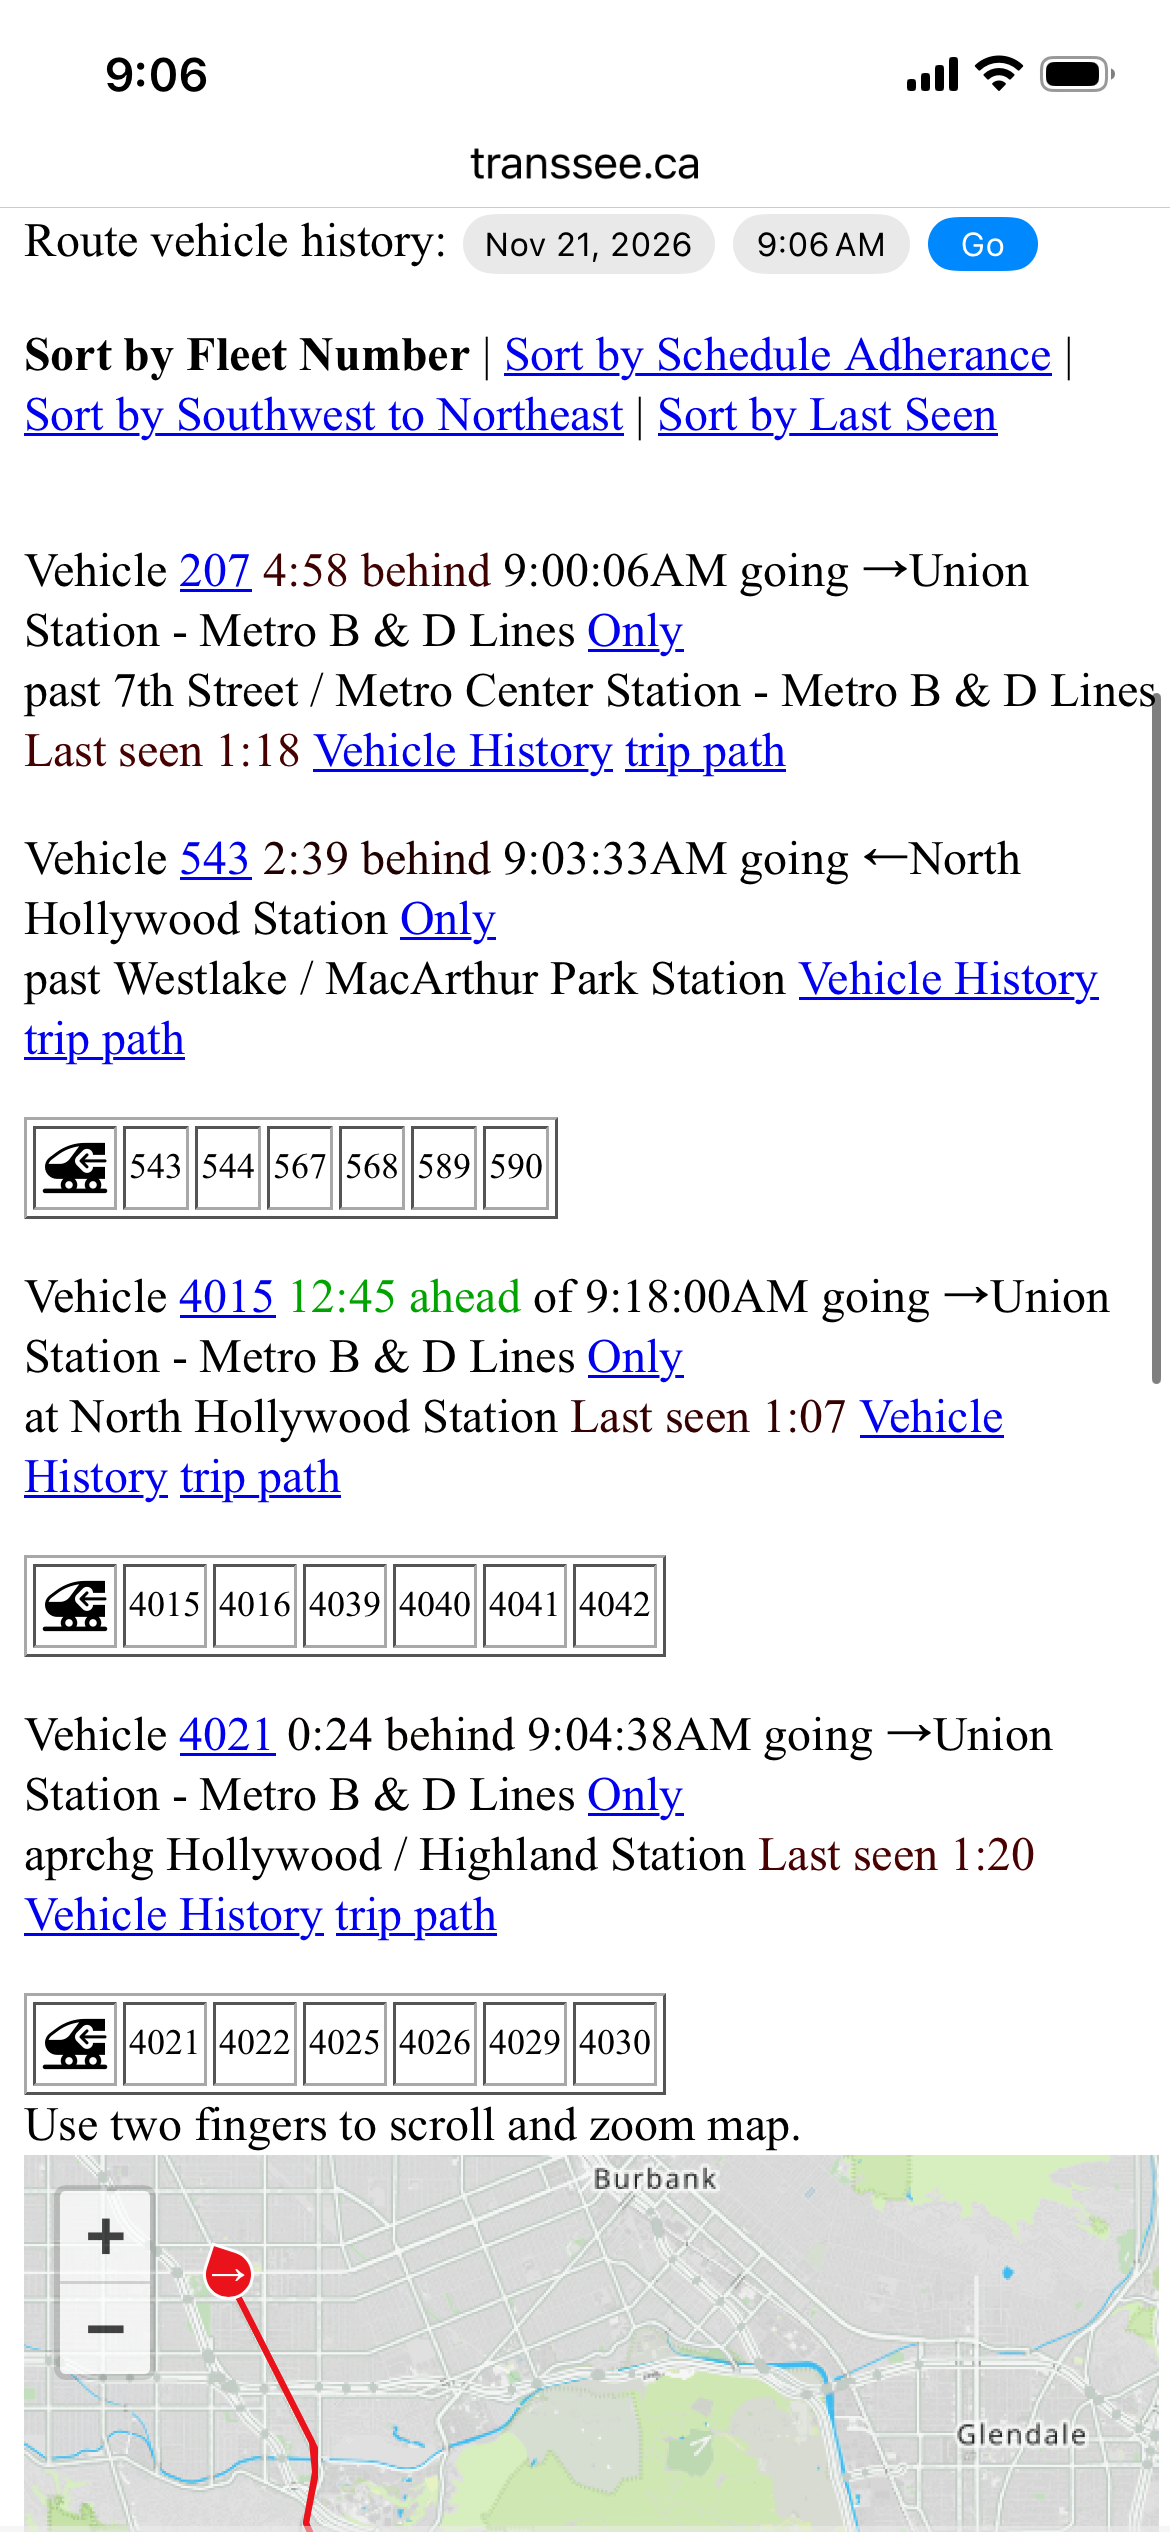 9:06
transsee.ca
Route vehicle history: Nov 21, 2026 9:06 AM Go
Sort by Fleet Number | Sort by Schedule Adherance |
Sort by Southwest to Northeast | Sort by Last Seen
Vehicle 207 4:58 behind 9:00:06AM going →Union
Station - Metro B & D Lines Only
past 7th Street / Metro Center Station - Metro B & D Lines
Last seen 1:18 Vehicle History trip path
Vehicle 543 2:39 behind 9:03:33AM going ←North
Hollywood Station Only
past Westlake / MacArthur Park Station Vehicle History
trip path
543 544 567 568 589 590
Vehicle 4015 12:45 ahead of 9:18:00AM going →Union
Station - Metro B & D Lines Only
at North Hollywood Station Last seen 1:07 Vehicle
History trip path
4015 4016 4039 4040 4041 4042
Vehicle 4021 0:24 behind 9:04:38AM going →Union
Station - Metro B & D Lines Only
aprchg Hollywood / Highland Station Last seen 1:20
Vehicle History trip path
4021 4022 4025 4026 4029 4030
Use two fingers to scroll and zoom map.
Burbank
+
→
−
Glendale